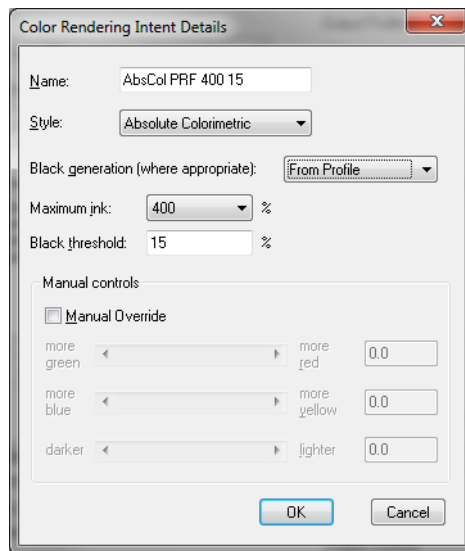 Color Rendering Intent Details
Name: AbsCol PRF 400 15
Style: Absolute Colorimetric
Black generation (where appropriate): From Profile
Maximum ink: 400 %
Black threshold: 15 %
Manual controls
Manual Override
more green more red 0.0
more blue more yellow 0.0
darker lighter 0.0
OK Cancel